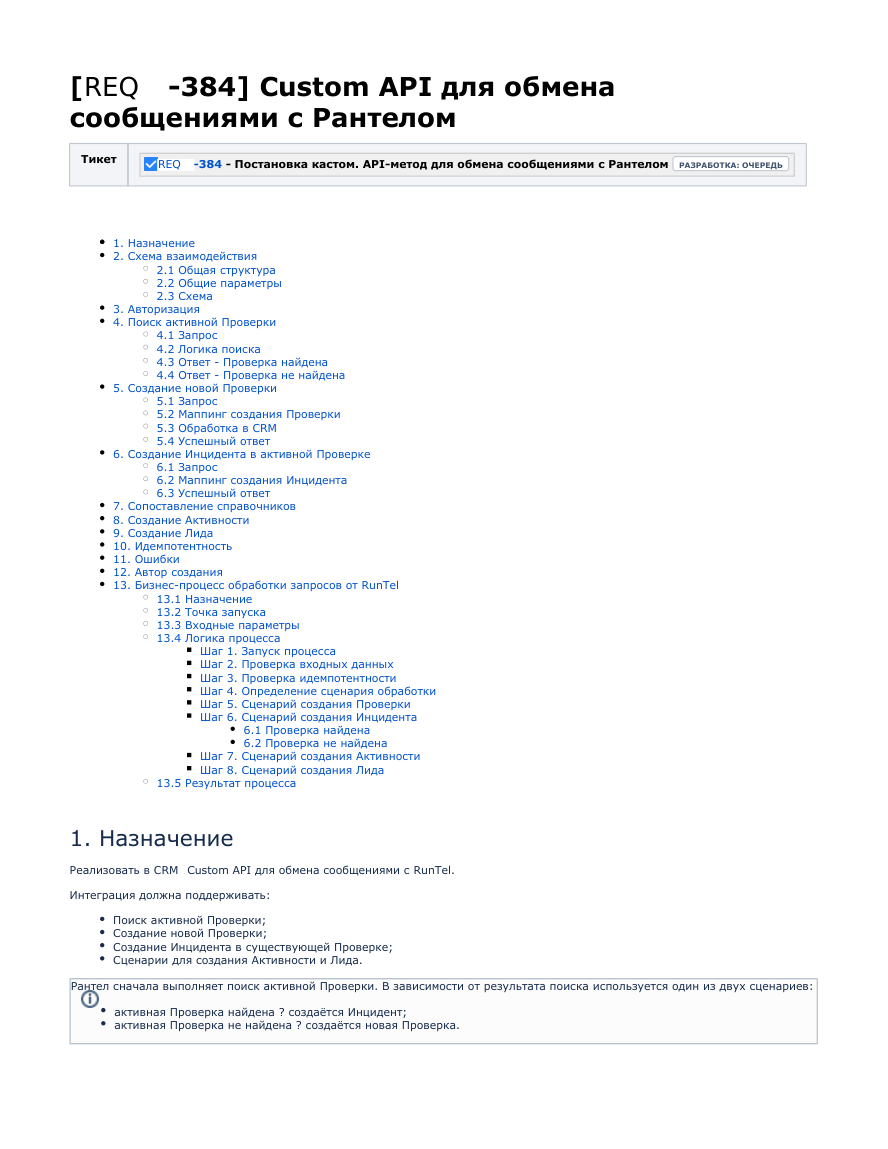 [REQ -384] Custom API для обмена
сообщениями с Рантелом
Тикет
REQ -384 - Постановка кастом. API-метод для обмена сообщениями с Рантелом РАЗРАБОТКА: ОЧЕРЕДЬ
1. Назначение
2. Схема взаимодействия
2.1 Общая структура
2.2 Общие параметры
2.3 Схема
3. Авторизация
4. Поиск активной Проверки
4.1 Запрос
4.2 Логика поиска
4.3 Ответ - Проверка найдена
4.4 Ответ - Проверка не найдена
5. Создание новой Проверки
5.1 Запрос
5.2 Маппинг создания Проверки
5.3 Обработка в CRM
5.4 Успешный ответ
6. Создание Инцидента в активной Проверке
6.1 Запрос
6.2 Маппинг создания Инцидента
6.3 Успешный ответ
7. Сопоставление справочников
8. Создание Активности
9. Создание Лида
10. Идемпотентность
11. Ошибки
12. Автор создания
13. Бизнес-процесс обработки запросов от RunTel
13.1 Назначение
13.2 Точка запуска
13.3 Входные параметры
13.4 Логика процесса
Шаг 1. Запуск процесса
Шаг 2. Проверка входных данных
Шаг 3. Проверка идемпотентности
Шаг 4. Определение сценария обработки
Шаг 5. Сценарий создания Проверки
Шаг 6. Сценарий создания Инцидента
6.1 Проверка найдена
6.2 Проверка не найдена
Шаг 7. Сценарий создания Активности
Шаг 8. Сценарий создания Лида
13.5 Результат процесса
1. Назначение
Реализовать в CRM Custom API для обмена сообщениями с RunTel.
Интеграция должна поддерживать:
Поиск активной Проверки;
Создание новой Проверки;
Создание Инцидента в существующей Проверке;
Сценарии для создания Активности и Лида.
Рантел сначала выполняет поиск активной Проверки. В зависимости от результата поиска используется один из двух сценариев:
активная Проверка найдена ? создаётся Инцидент;
активная Проверка не найдена ? создаётся новая Проверка.